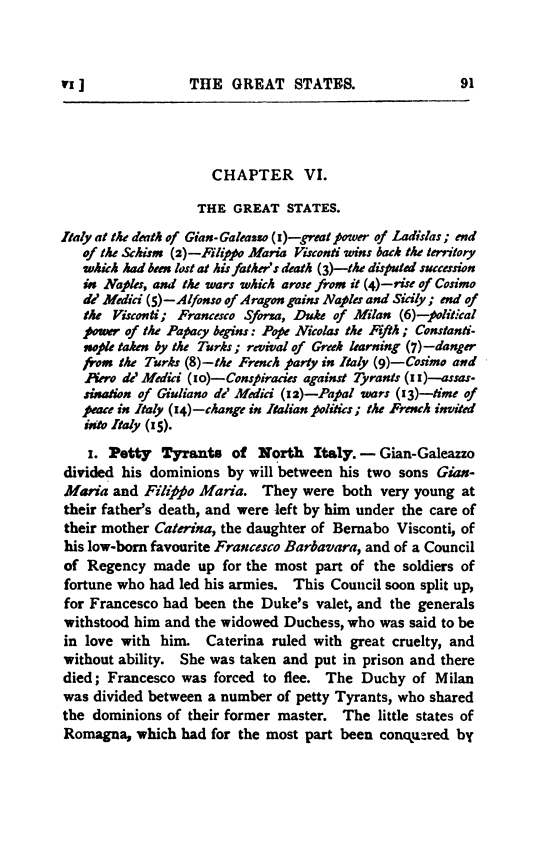 VI ] THE GREAT STATES. 91
CHAPTER VI.
THE GREAT STATES.
Italy at the death of Gian-Galeazzo (1)—great power of Ladislas ; end
of the Schism (2)—Filippo Maria Visconti wins back the territory
which had been lost at his father's death (3)—the disputed succession
in Naples, and the wars which arose from it (4)—rise of Cosimo
de' Medici (5)—Alfonso of Aragon gains Naples and Sicily ; end of
the Visconti ; Francesco Sforza, Duke of Milan (6)—political
power of the Papacy begins : Pope Nicolas the Fifth ; Constanti-
nople taken by the Turks ; revival of Greek learning (7)—danger
from the Turks (8)—the French party in Italy (9)—Cosimo and
Piero de' Medici (10)—Conspiracies against Tyrants (11)—assas-
sination of Giuliano de' Medici (12)—Papal wars (13)—time of
peace in Italy (14)—change in Italian politics ; the French invited
into Italy (15).
1. Petty Tyrants of North Italy. — Gian-Galeazzo
divided his dominions by will between his two sons Gian-
Maria and Filippo Maria. They were both very young at
their father's death, and were left by him under the care of
their mother Caterina, the daughter of Bernabo Visconti, of
his low-born favourite Francesco Barbavara, and of a Council
of Regency made up for the most part of the soldiers of
fortune who had led his armies. This Council soon split up,
for Francesco had been the Duke's valet, and the generals
withstood him and the widowed Duchess, who was said to be
in love with him. Caterina ruled with great cruelty, and
without ability. She was taken and put in prison and there
died ; Francesco was forced to flee. The Duchy of Milan
was divided between a number of petty Tyrants, who shared
the dominions of their former master. The little states of
Romagna, which had for the most part been conquered by